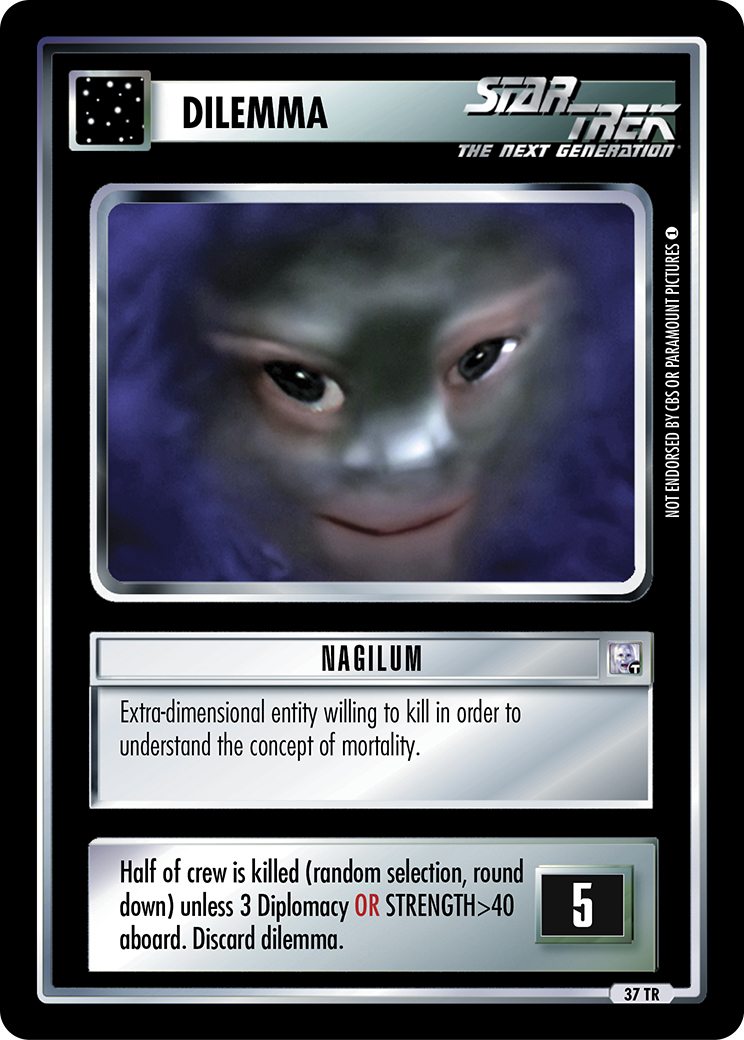 DILEMMA
STAR TREK
THE NEXT GENERATION
NOT ENDORSED BY CBS OR PARAMOUNT PICTURES 1
NAGILUM
T
Extra-dimensional entity willing to kill in order to
understand the concept of mortality.
Half of crew is killed (random selection, round
down) unless 3 Diplomacy OR STRENGTH>40
aboard. Discard dilemma.
5
37 TR